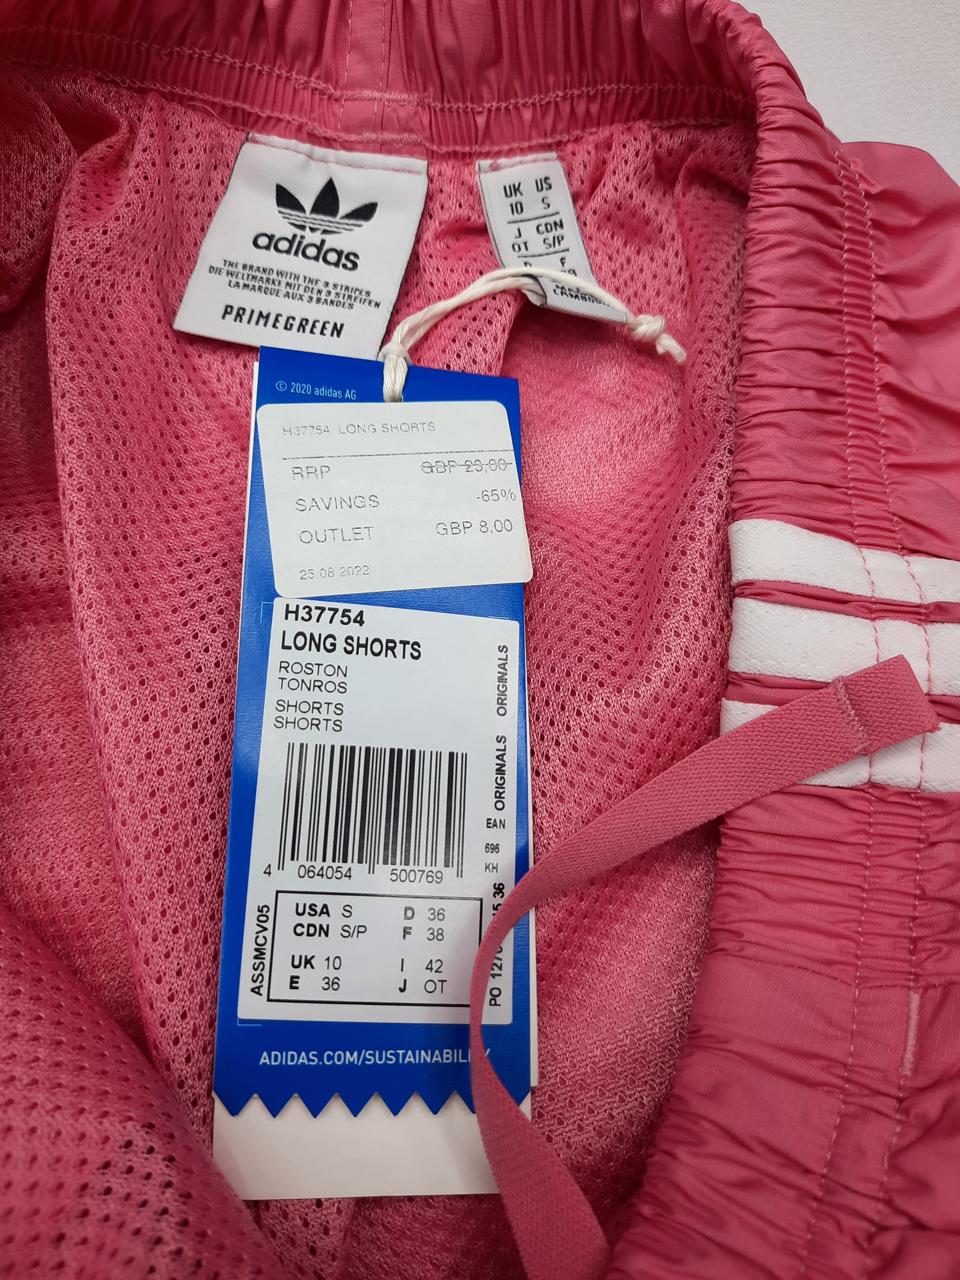 adidas
THE BRAND WITH THE 3 STRIPES
DIE WELTMARKE MIT DEN 3 STREIFEN
LA MARQUE AUX 3 BANDES
PRIMEGREEN
UK US
10 S
J CDN
OT S/P
F
© 2020 adidas AG
H37754 LONG SHORTS
RRP GBP 23,00
SAVINGS -65%
OUTLET GBP 8,00
25.08.2022
H37754
LONG SHORTS
ROSTON
TONROS
SHORTS
SHORTS
ORIGINALS ORIGINALS
EAN
696
KH
4 064054 500769
ASSMCV05
USA S D 36
CDN S/P F 38
UK 10 I 42
E 36 J OT
PO
36
ADIDAS.COM/SUSTAINABILITY